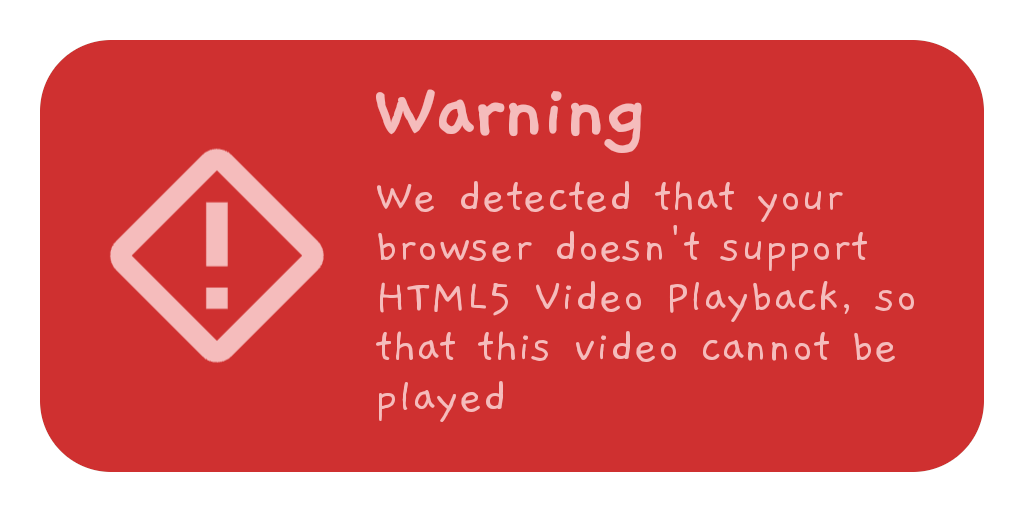 Warning
We detected that your
browser doesn't support
HTML5 Video Playback, so
that this video cannot be
played